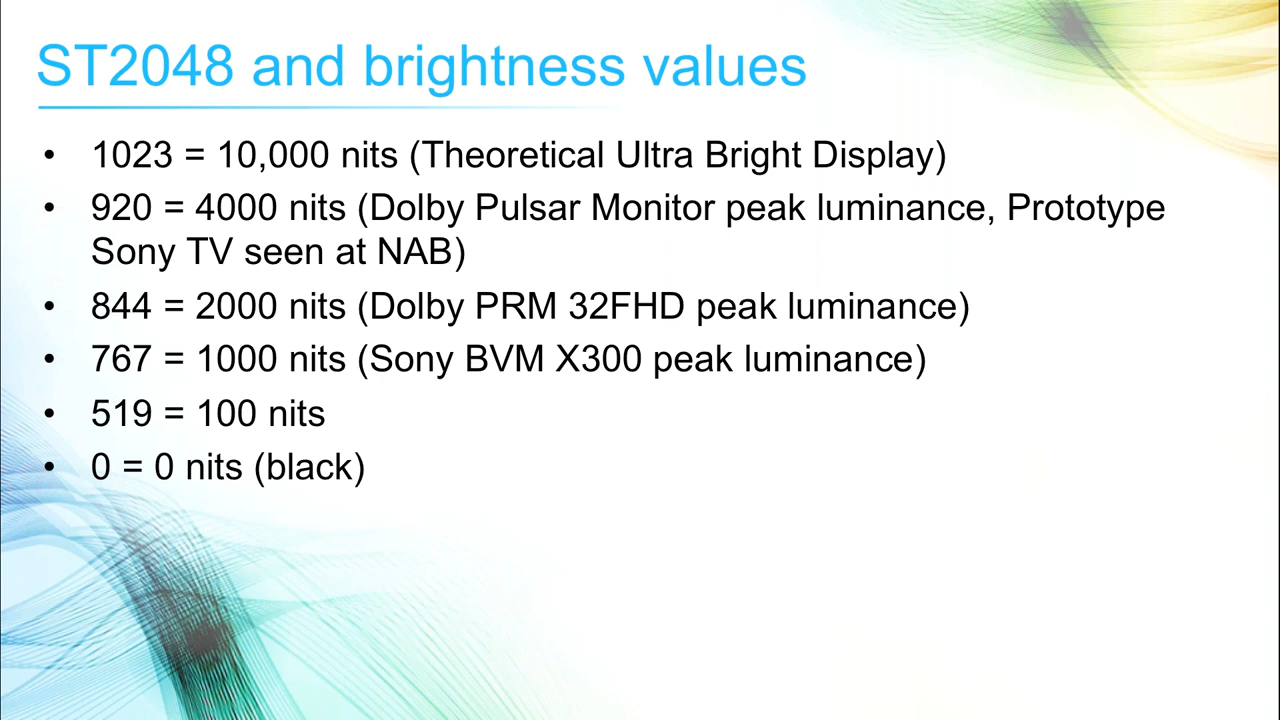 ST2048 and brightness values
• 1023 = 10,000 nits (Theoretical Ultra Bright Display)
• 920 = 4000 nits (Dolby Pulsar Monitor peak luminance, Prototype
Sony TV seen at NAB)
• 844 = 2000 nits (Dolby PRM 32FHD peak luminance)
• 767 = 1000 nits (Sony BVM X300 peak luminance)
• 519 = 100 nits
• 0 = 0 nits (black)